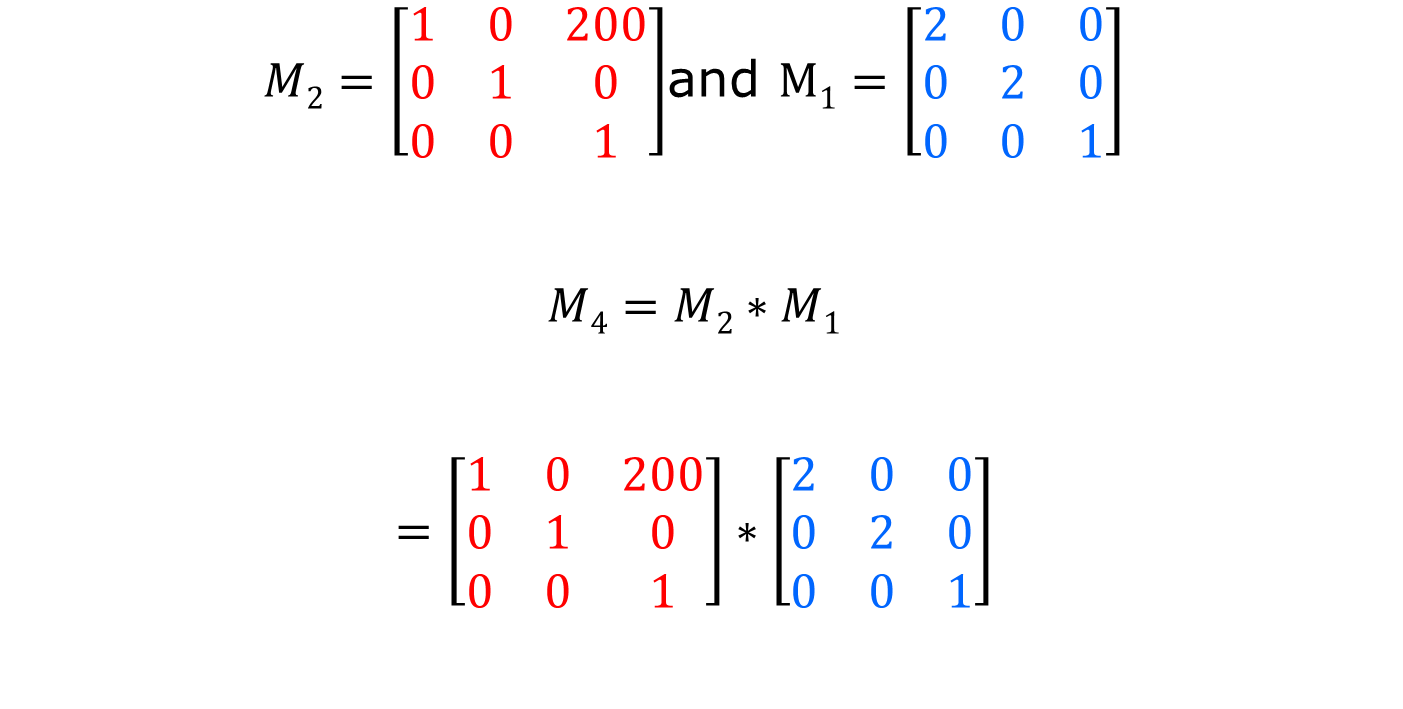 M₂ = [1 0 200
0 1 0
0 0 1] and M₁ = [2 0 0
0 2 0
0 0 1]
M₄ = M₂ * M₁
= [1 0 200
0 1 0
0 0 1] * [2 0 0
0 2 0
0 0 1]